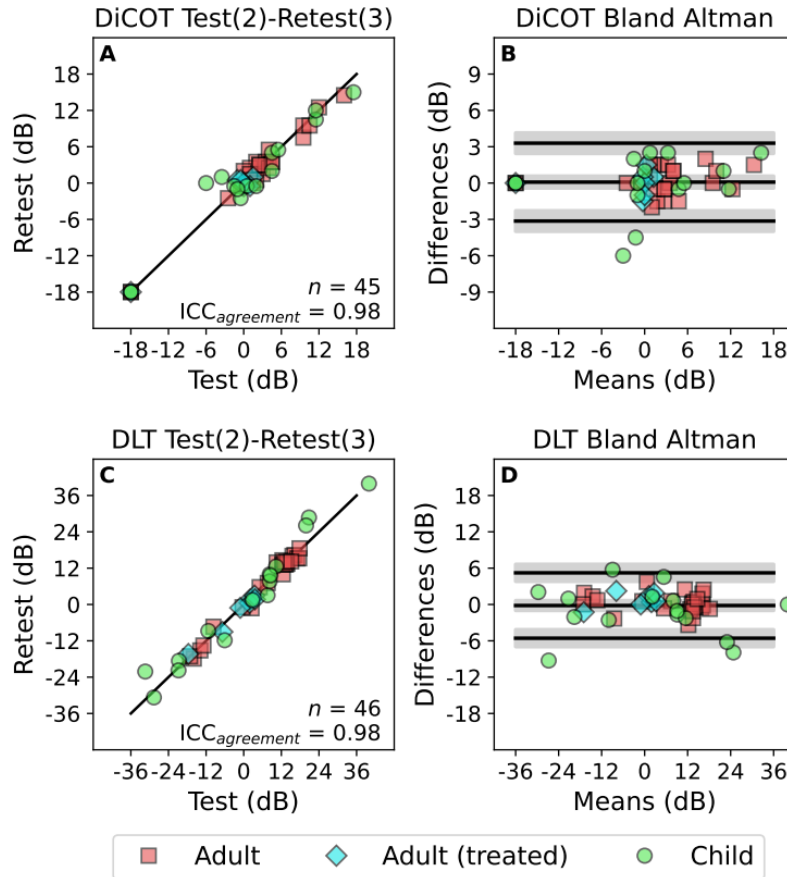 DiCOT Test(2)-Retest(3)
A
18
12
6
0
-6
-12
-18
Retest (dB)
n = 45
ICCagreement = 0.98
-18 -12 -6 0 6 12 18
Test (dB)
DiCOT Bland Altman
B
9
6
3
0
-3
-6
-9
Differences (dB)
-18 -12 -6 0 6 12 18
Means (dB)
DLT Test(2)-Retest(3)
C
36
24
12
0
-12
-24
-36
Retest (dB)
n = 46
ICCagreement = 0.98
-36 -24 -12 0 12 24 36
Test (dB)
DLT Bland Altman
D
18
12
6
0
-6
-12
-18
Differences (dB)
-36 -24 -12 0 12 24 36
Means (dB)
Adult Adult (treated) Child